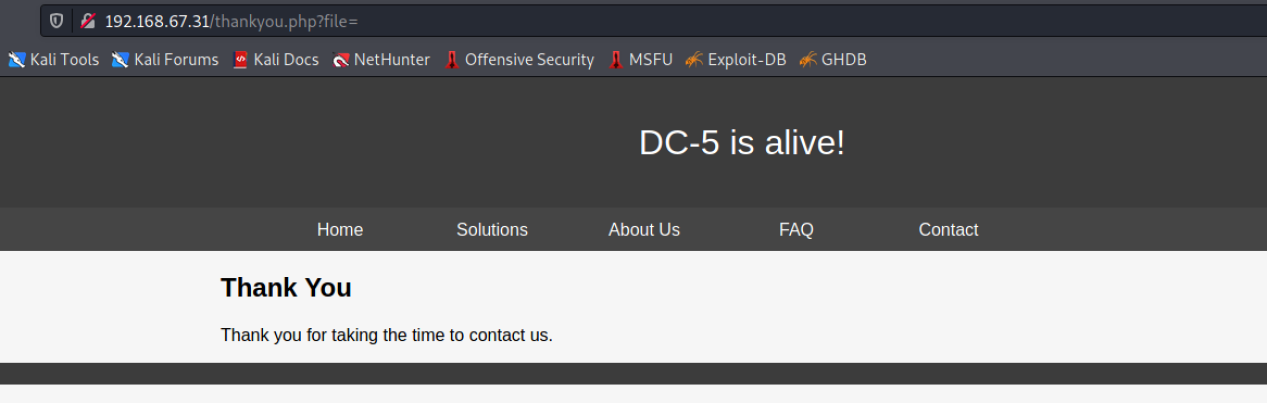 192.168.67.31/thankyou.php?file=
Kali Tools Kali Forums Kali Docs NetHunter Offensive Security MSFU Exploit-DB GHDB
DC-5 is alive!
Home Solutions About Us FAQ Contact
Thank You
Thank you for taking the time to contact us.